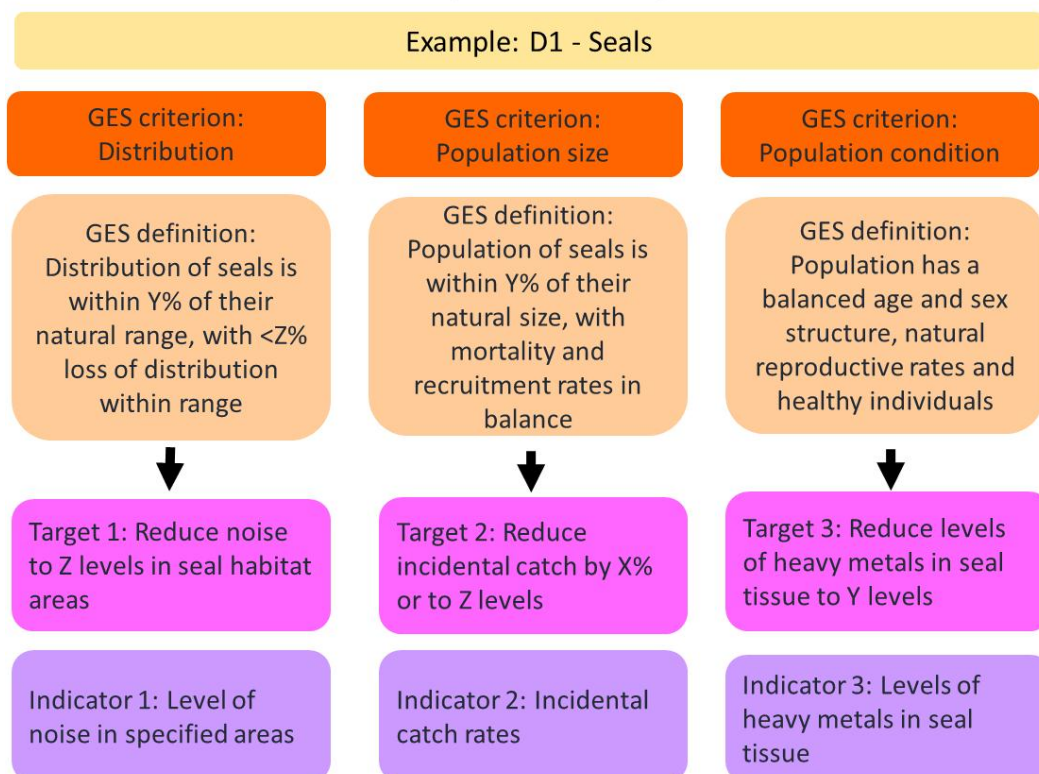 Example: D1 - Seals
GES criterion:
Distribution
GES definition:
Distribution of seals is
within Y% of their
natural range, with <Z%
loss of distribution
within range
Target 1: Reduce noise
to Z levels in seal habitat
areas
Indicator 1: Level of
noise in specified areas
GES criterion:
Population size
GES definition:
Population of seals is
within Y% of their
natural size, with
mortality and
recruitment rates in
balance
Target 2: Reduce
incidental catch by X%
or to Z levels
Indicator 2: Incidental
catch rates
GES criterion:
Population condition
GES definition:
Population has a
balanced age and sex
structure, natural
reproductive rates and
healthy individuals
Target 3: Reduce levels
of heavy metals in seal
tissue to Y levels
Indicator 3: Levels of
heavy metals in seal
tissue